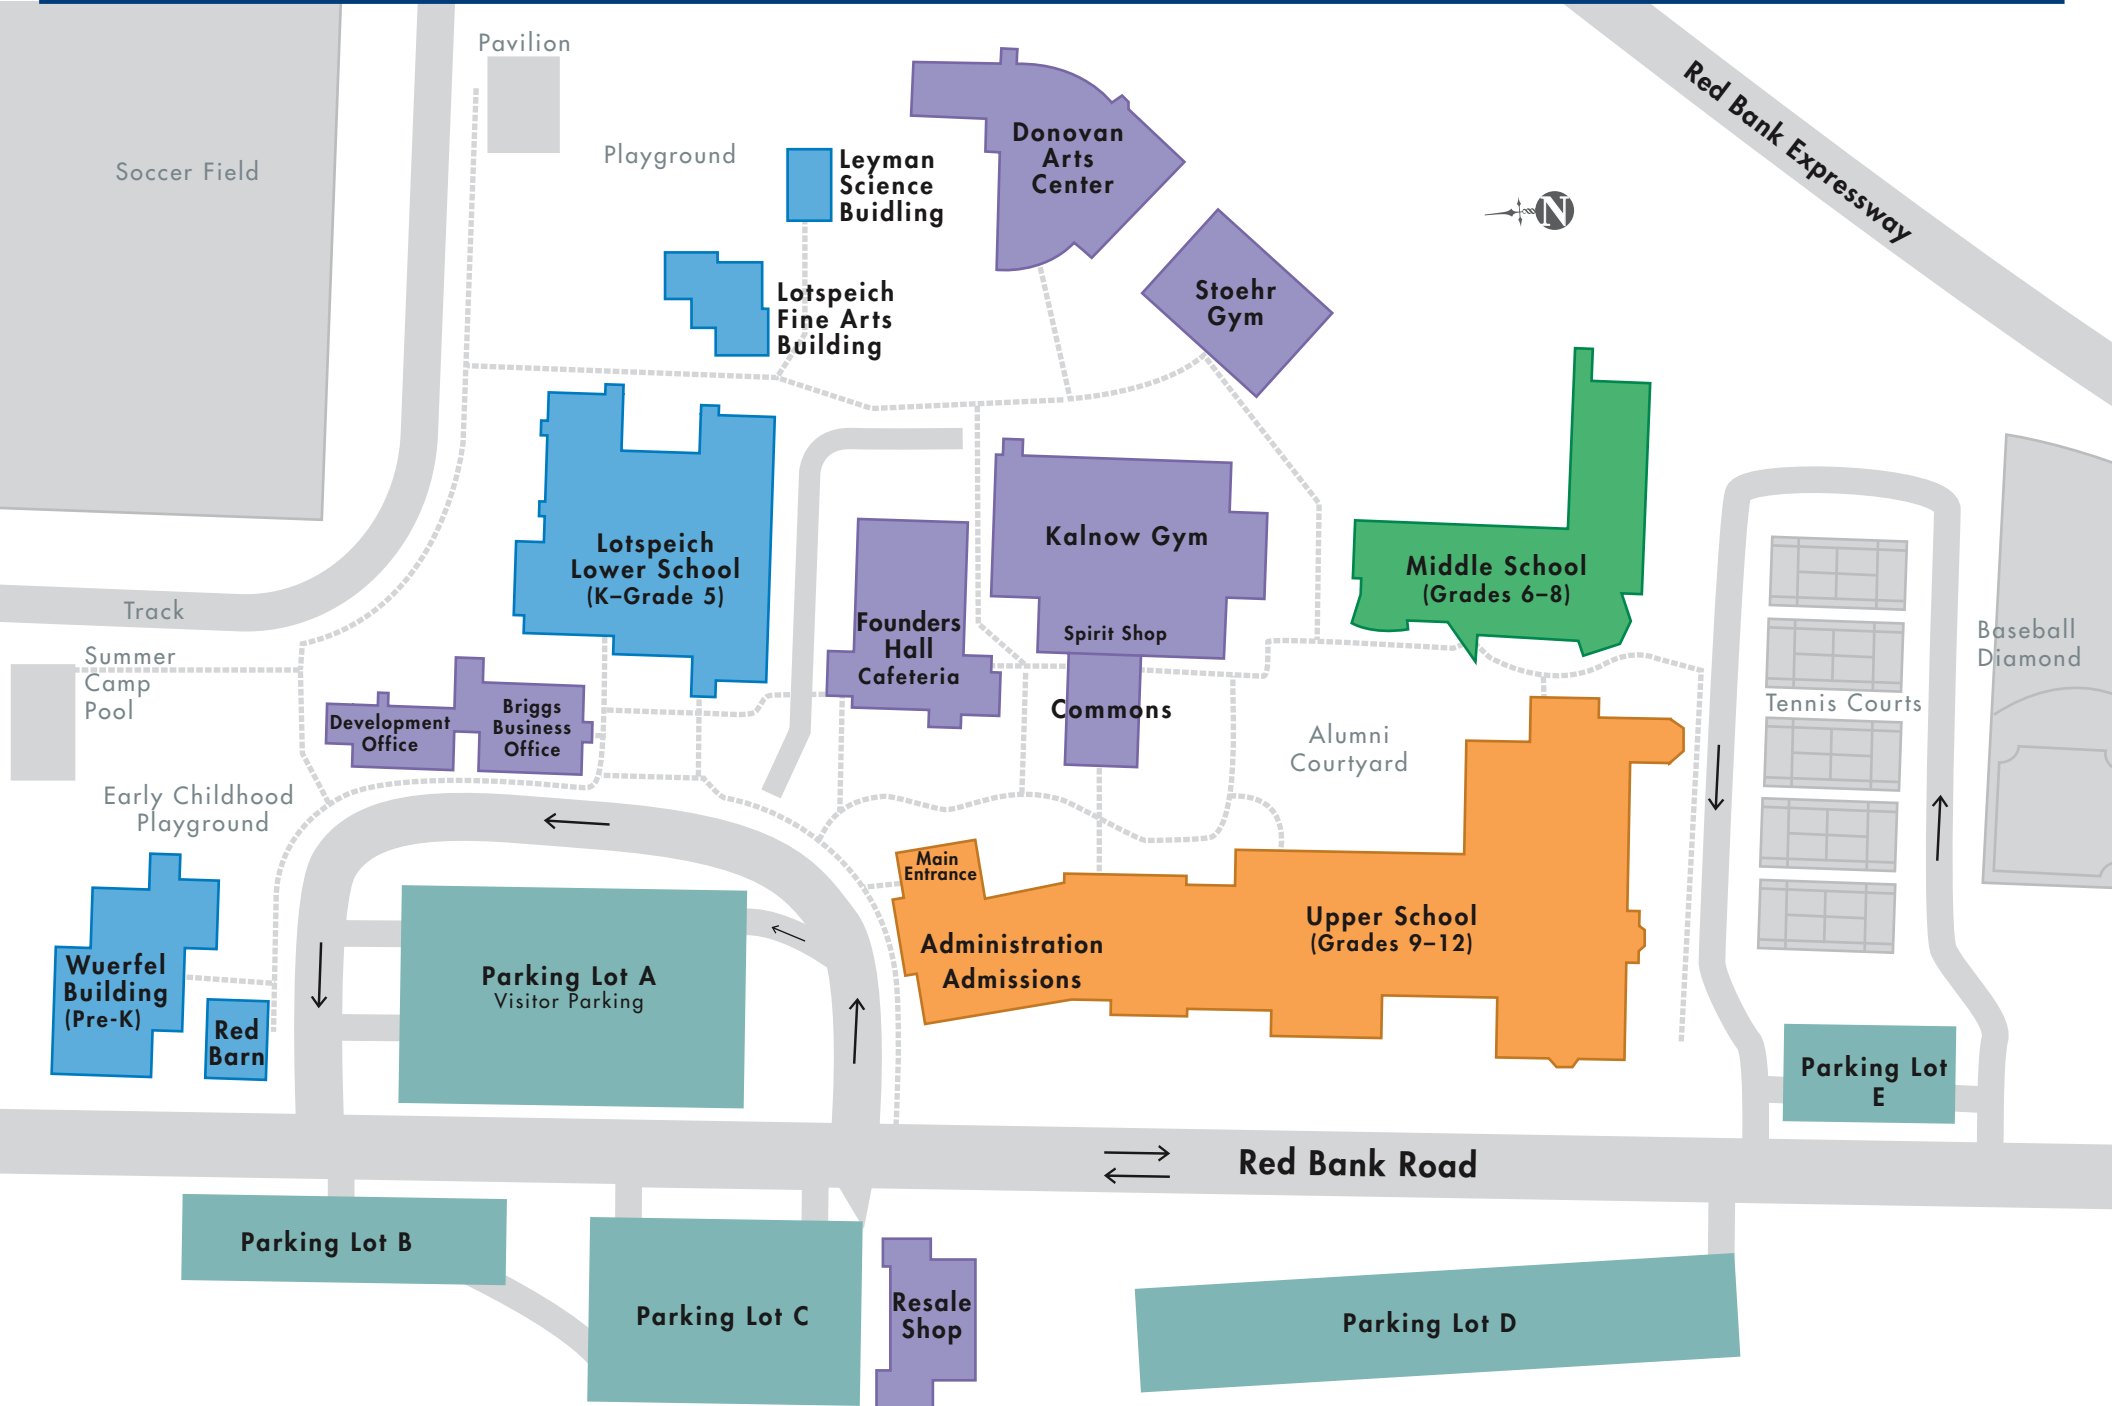 Pavilion
Soccer Field
Playground
Leyman
Science
Buidling
Donovan
Arts
Center
Red Bank Expressway
N
Lotspeich
Fine Arts
Building
Stoehr
Gym
Lotspeich
Lower School
(K–Grade 5)
Kalnow Gym
Middle School
(Grades 6–8)
Track
Founders
Hall
Cafeteria
Spirit Shop
Baseball
Diamond
Summer
Camp
Pool
Development
Office
Briggs
Business
Office
Commons
Tennis Courts
Alumni
Courtyard
Early Childhood
Playground
Main
Entrance
Administration
Admissions
Upper School
(Grades 9–12)
Wuerfel
Building
(Pre-K)
Red
Barn
Parking Lot A
Visitor Parking
Parking Lot
E
Red Bank Road
Parking Lot B
Parking Lot C
Resale
Shop
Parking Lot D